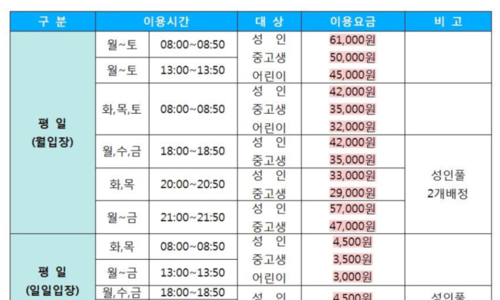 구 분 이용시간 대 상 이용요금 비 고
평 일
(월입장)
월~토 08:00~08:50
월~토 13:00~13:50
성 인 61,000원
중고생 50,000원
어린이 45,000원
화,목,토 08:00~08:50
성 인 42,000원
중고생 35,000원
어린이 32,000원
월,수,금 18:00~18:50
성 인 42,000원
중고생 35,000원
화,목 20:00~20:50
성 인 33,000원
중고생 29,000원
월~금 21:00~21:50
성 인 57,000원
중고생 47,000원
성인풀
2개배정
평 일
(일일입장)
화,목 08:00~08:50
월~금 13:00~13:50
성 인 4,500원
중고생 3,500원
어린이 3,000원
월,수,금 18:00~18:50
성 인 4,500원
성인풀